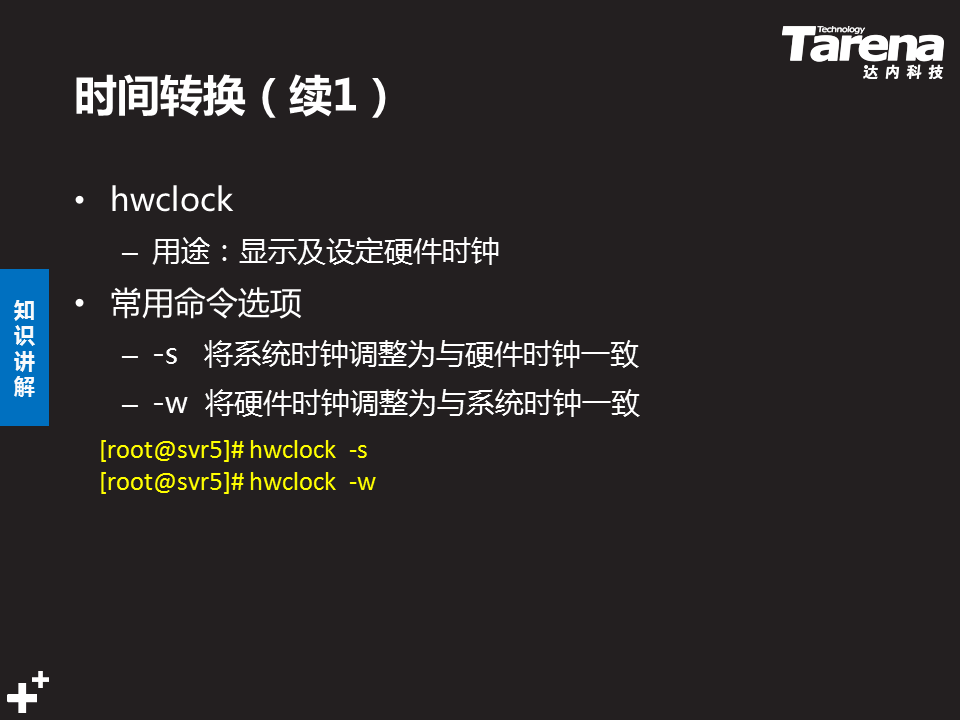 Technology
Tarena
达内科技
时间转换（续1）
• hwclock
– 用途：显示及设定硬件时钟
• 常用命令选项
– -s 将系统时钟调整为与硬件时钟一致
– -w 将硬件时钟调整为与系统时钟一致
[root@svr5]# hwclock -s
[root@svr5]# hwclock -w
知识讲解